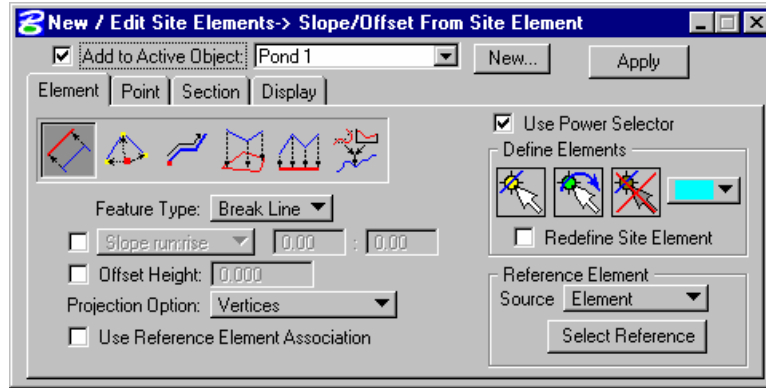 New / Edit Site Elements-> Slope/Offset From Site Element
Add to Active Object: Pond 1 New... Apply
Element Point Section Display
Use Power Selector
Define Elements
Feature Type: Break Line
Slope run:rise 0.00 : 0.00
Redefine Site Element
Offset Height: 0.000
Reference Element
Projection Option: Vertices
Source Element
Use Reference Element Association
Select Reference